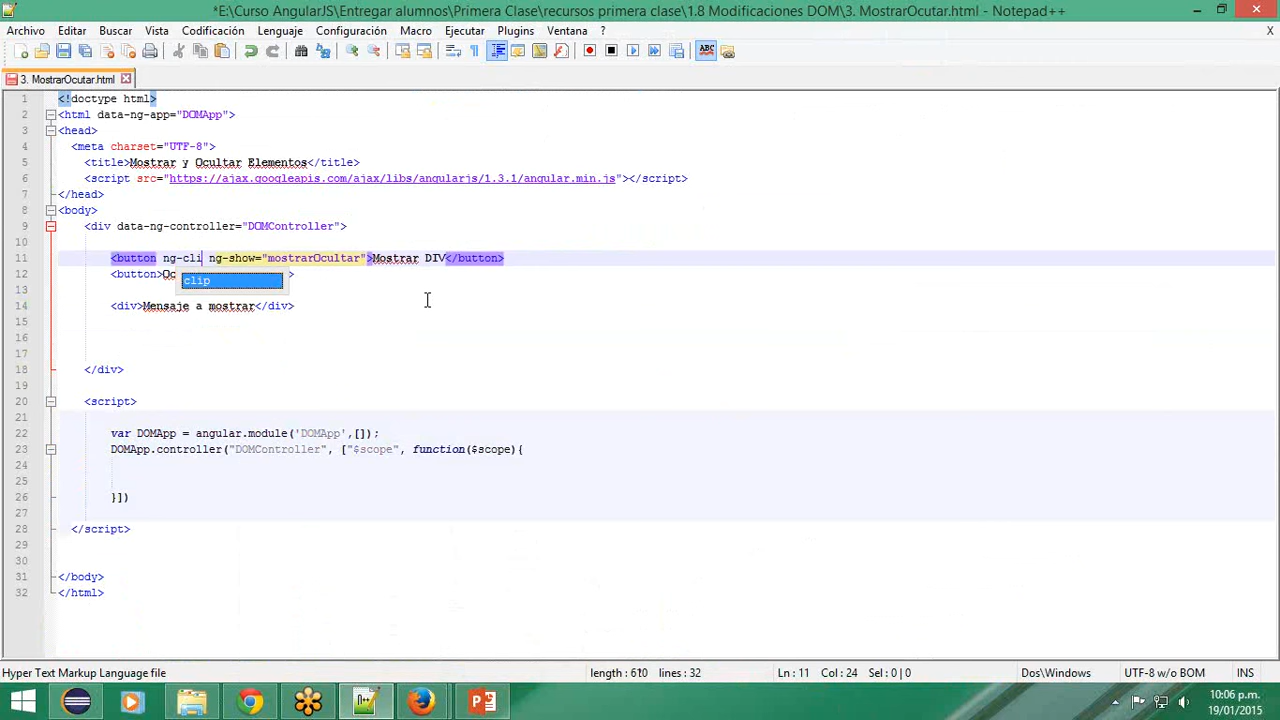 *E:\Curso AngularJS\Entregar alumnos\Primera Clase\recursos primera clase\1.8 Modificaciones DOM\3. MostrarOcutar.html - Notepad++
Archivo Editar Buscar Vista Codificación Lenguaje Configuración Macro Ejecutar Plugins Ventana ? X
3. MostrarOcutar.html
1 <!doctype html>
2 <html data-ng-app="DOMApp">
3 <head>
4 <meta charset="UTF-8">
5 <title>Mostrar y Ocultar Elementos</title>
6 <script src="https://ajax.googleapis.com/ajax/libs/angularjs/1.3.1/angular.min.js"></script>
7 </head>
8 <body>
9 <div data-ng-controller="DOMController">
10
11 <button ng-cli ng-show="mostrarOcultar">Mostrar DIV</button>
12 <button>Oc >
clip
13
14 <div>Mensaje a mostrar</div>
15
16
17
18 </div>
19
20 <script>
21
22 var DOMApp = angular.module('DOMApp',[]);
23 DOMApp.controller("DOMController", ["$scope", function($scope){
24
25
26 }])
27
28 </script>
29
30
31 </body>
32 </html>
Hyper Text Markup Language file length : 610 lines : 32 Ln : 11 Col : 24 Sel : 0 | 0 Dos\Windows UTF-8 w/o BOM INS
10:06 p.m.
19/01/2015